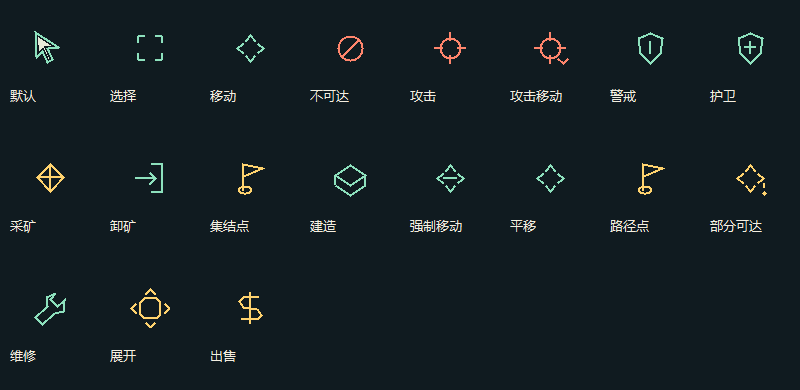 默认 选择 移动 不可达 攻击 攻击移动 警戒 护卫
采矿 卸矿 集结点 建造 强制移动 平移 路径点 部分可达
维修 展开 出售